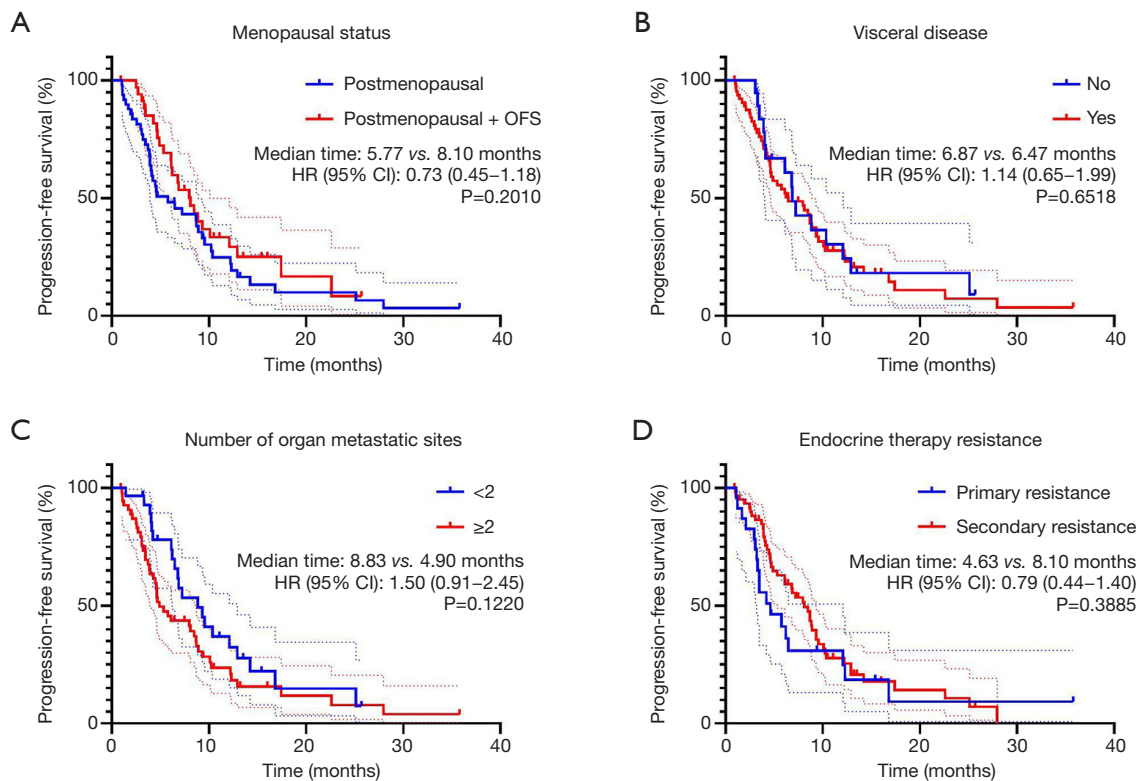 A
Menopausal status
Progression-free survival (%)
100
50
0
Postmenopausal
Postmenopausal + OFS
Median time: 5.77 vs. 8.10 months
HR (95% CI): 0.73 (0.45–1.18)
P=0.2010
0 10 20 30 40
Time (months)
B
Visceral disease
Progression-free survival (%)
100
50
0
No
Yes
Median time: 6.87 vs. 6.47 months
HR (95% CI): 1.14 (0.65–1.99)
P=0.6518
0 10 20 30 40
Time (months)
C
Number of organ metastatic sites
Progression-free survival (%)
100
50
0
<2
≥2
Median time: 8.83 vs. 4.90 months
HR (95% CI): 1.50 (0.91–2.45)
P=0.1220
0 10 20 30 40
Time (months)
D
Endocrine therapy resistance
Progression-free survival (%)
100
50
0
Primary resistance
Secondary resistance
Median time: 4.63 vs. 8.10 months
HR (95% CI): 0.79 (0.44–1.40)
P=0.3885
0 10 20 30 40
Time (months)